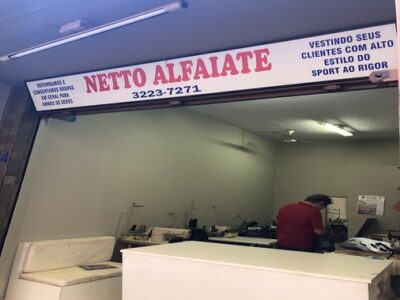 REFORMAMOS E
CONSERTAMOS ROUPAS
EM GERAL PARA
AMBOS OS SEXOS
NETTO ALFAIATE
3223-7271
VESTINDO SEUS
CLIENTES COM ALTO
ESTILO DO
SPORT AO RIGOR